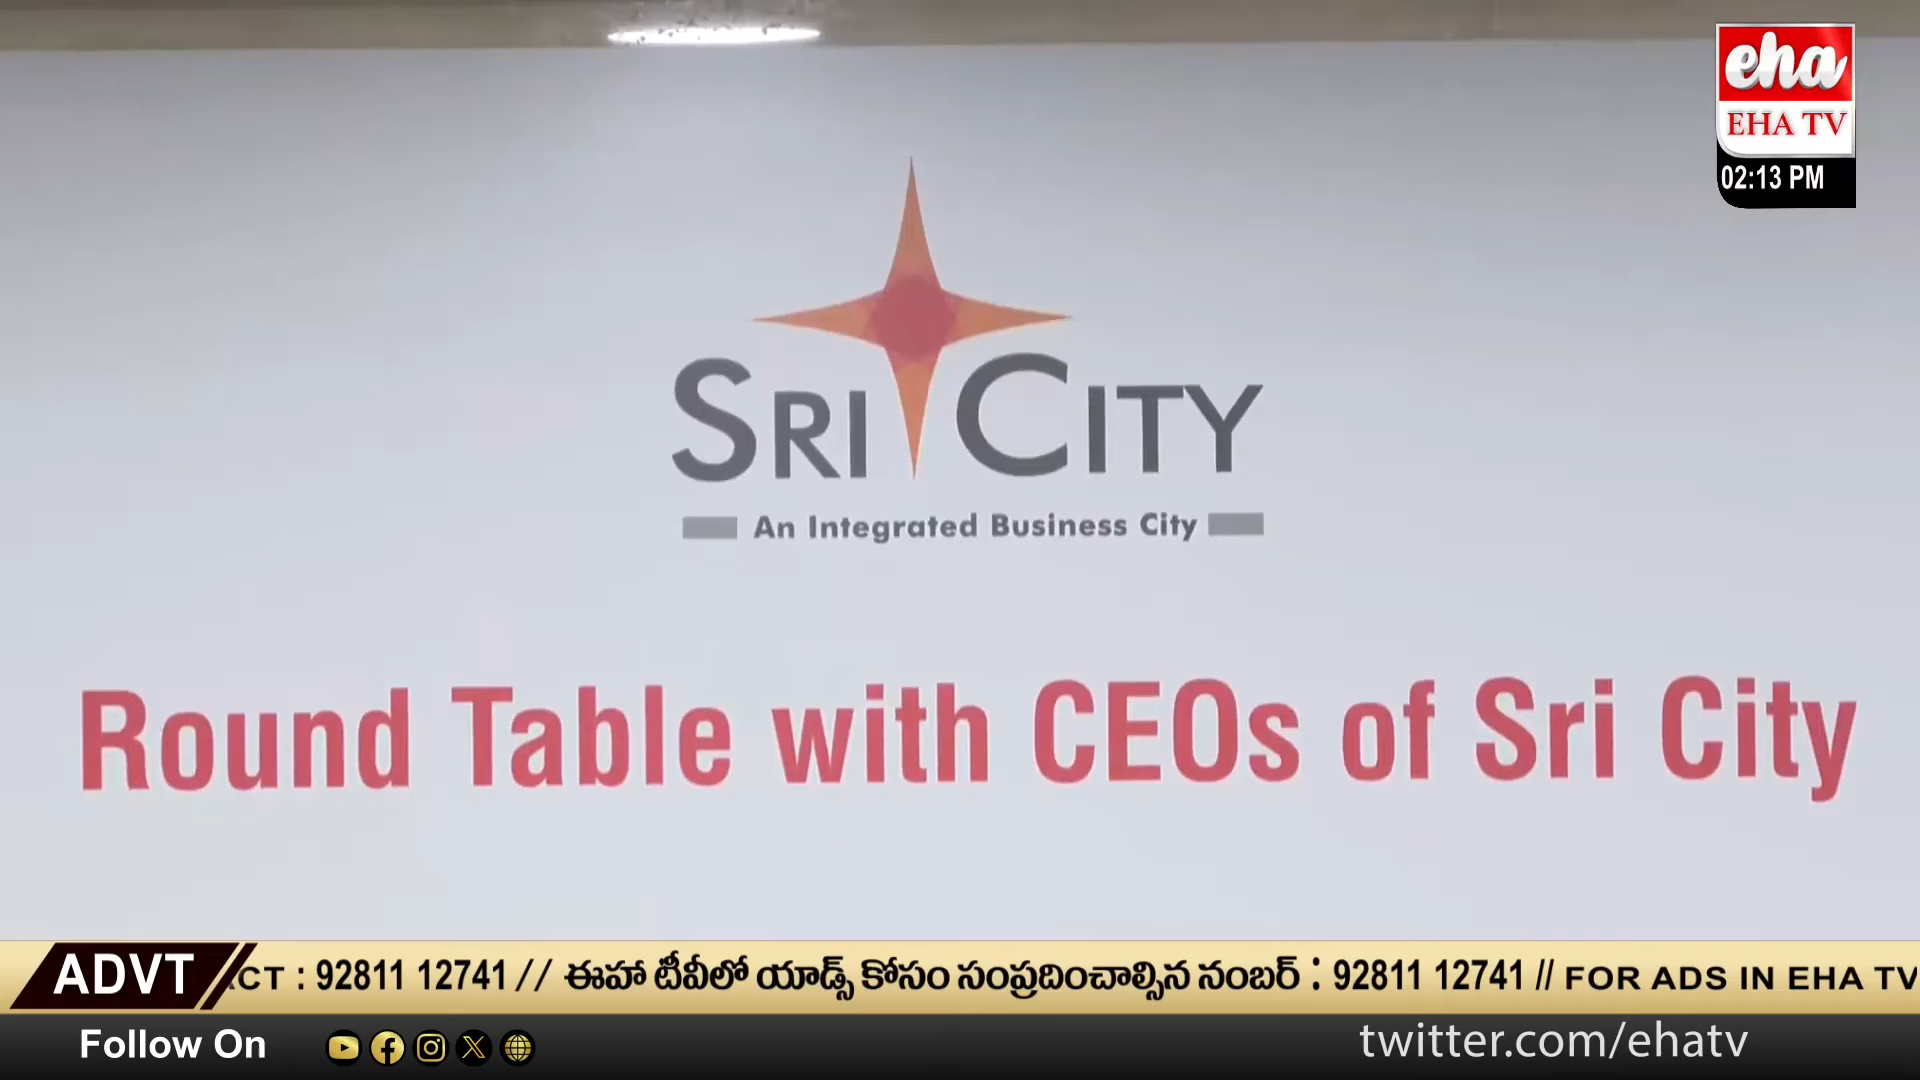 eha
EHA TV
02:13 PM
SRI CITY
An Integrated Business City
Round Table with CEOs of Sri City
ADVT
CT : 92811 12741 // ఈహా టీవీలో యాడ్స్ కోసం సంప్రదించాల్సిన నంబర్ : 92811 12741 // FOR ADS IN EHA TV
Follow On
twitter.com/ehatv